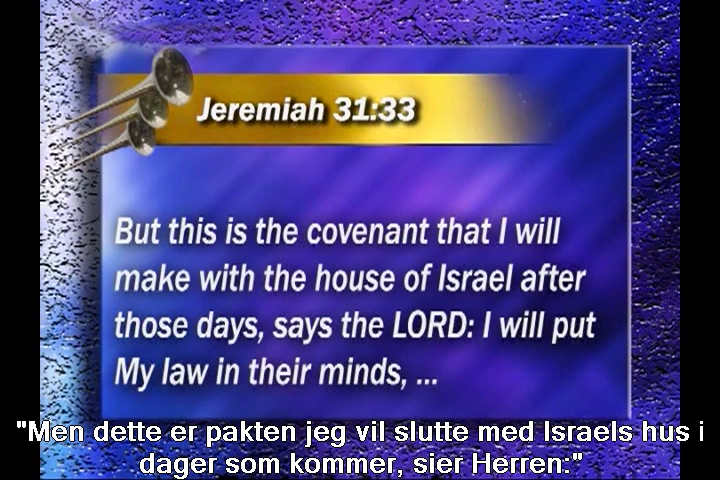 Jeremiah 31:33
But this is the covenant that I will
make with the house of Israel after
those days, says the LORD: I will put
My law in their minds, ...
"Men dette er pakten jeg vil slutte med Israels hus i
dager som kommer, sier Herren:"